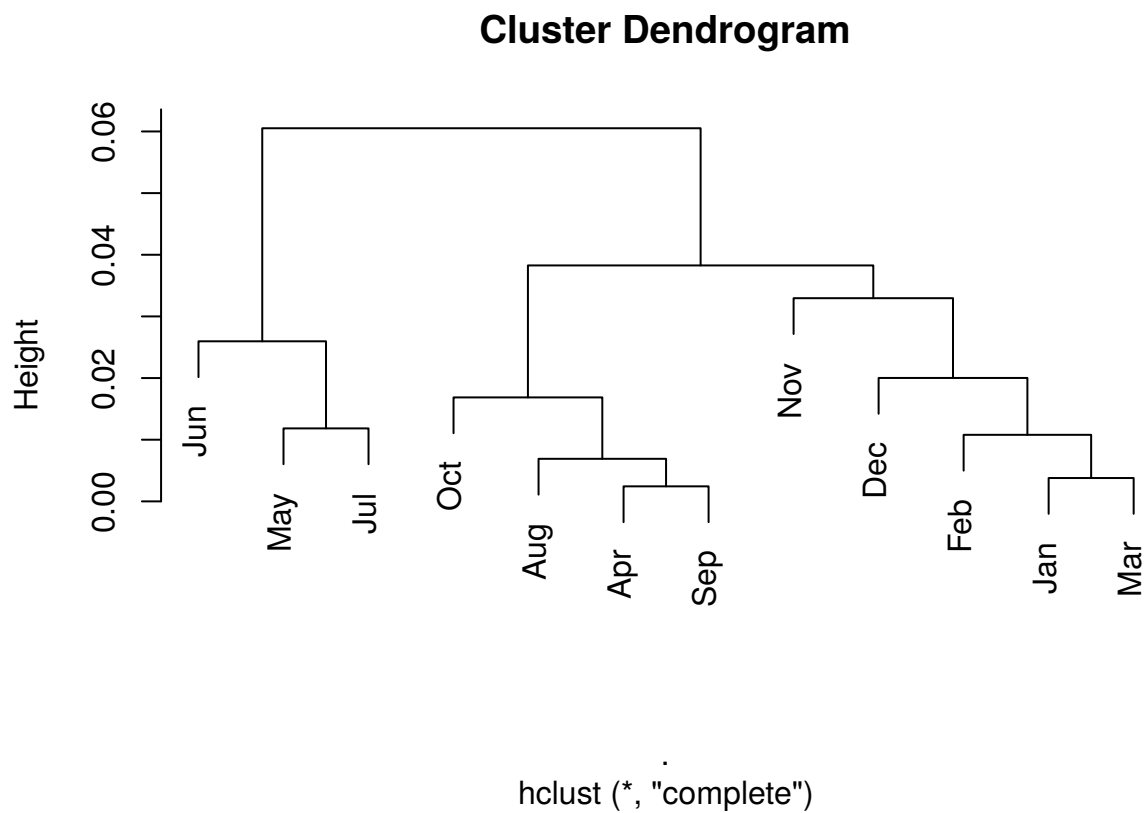 Cluster Dendrogram
Height
0.06
0.04
0.02
0.00
Jun
May
Jul
Oct
Aug
Apr
Sep
Nov
Dec
Feb
Jan
Mar
.
hclust (*, "complete")